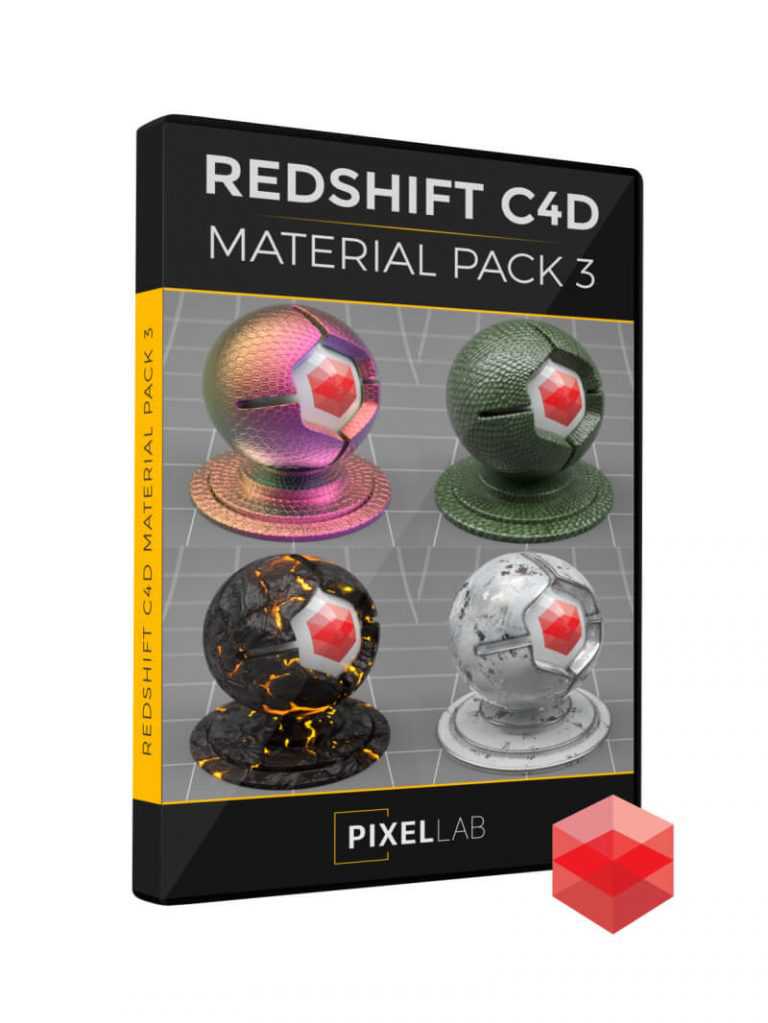 REDSHIFT C4D
MATERIAL PACK 3
REDSHIFT C4D MATERIAL PACK 3
PIXELLAB